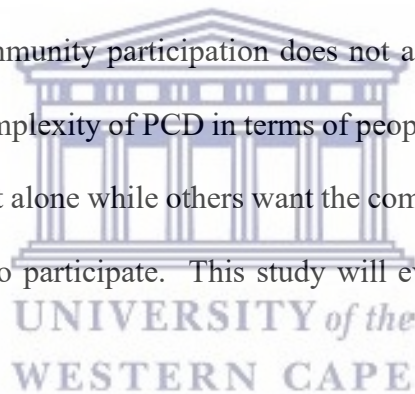 mmunity participation does not a
mplexity of PCD in terms of peop
t alone while others want the com
o participate. This study will ev
UNIVERSITY of the
WESTERN CAPE